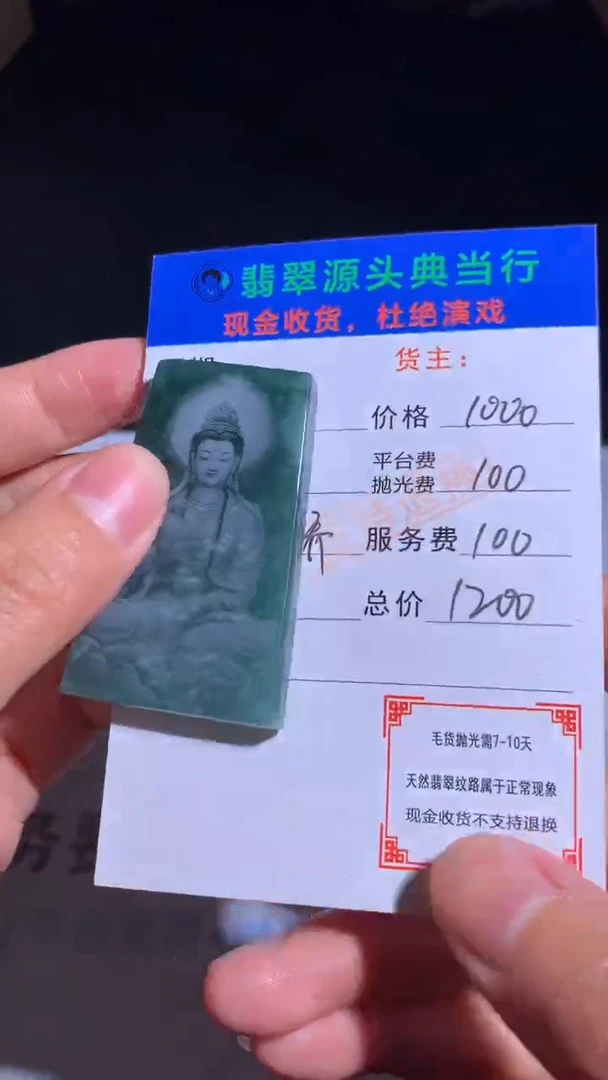 翡翠源头典当行
现金收货，杜绝演戏
货主：
价格 1000
平台费
抛光费 100
服务费 100
总价 1200
毛货抛光需7-10天
天然翡翠纹路属于正常现象
现金收货不支持退换